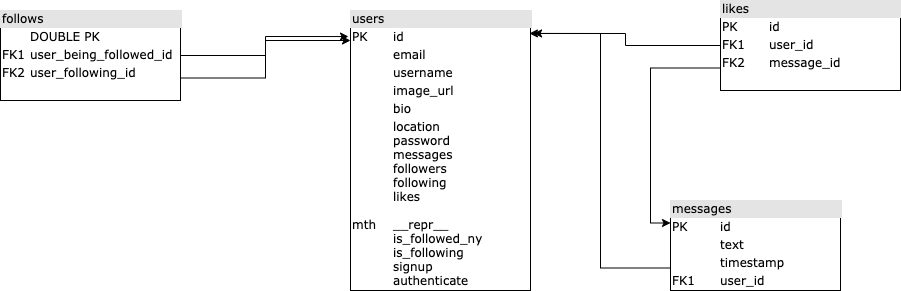 follows
DOUBLE PK
FK1 user_being_followed_id
FK2 user_following_id
users
PK id
email
username
image_url
bio
location
password
messages
followers
following
likes
mth __repr__
is_followed_ny
is_following
signup
authenticate
likes
PK id
FK1 user_id
FK2 message_id
messages
PK id
text
timestamp
FK1 user_id